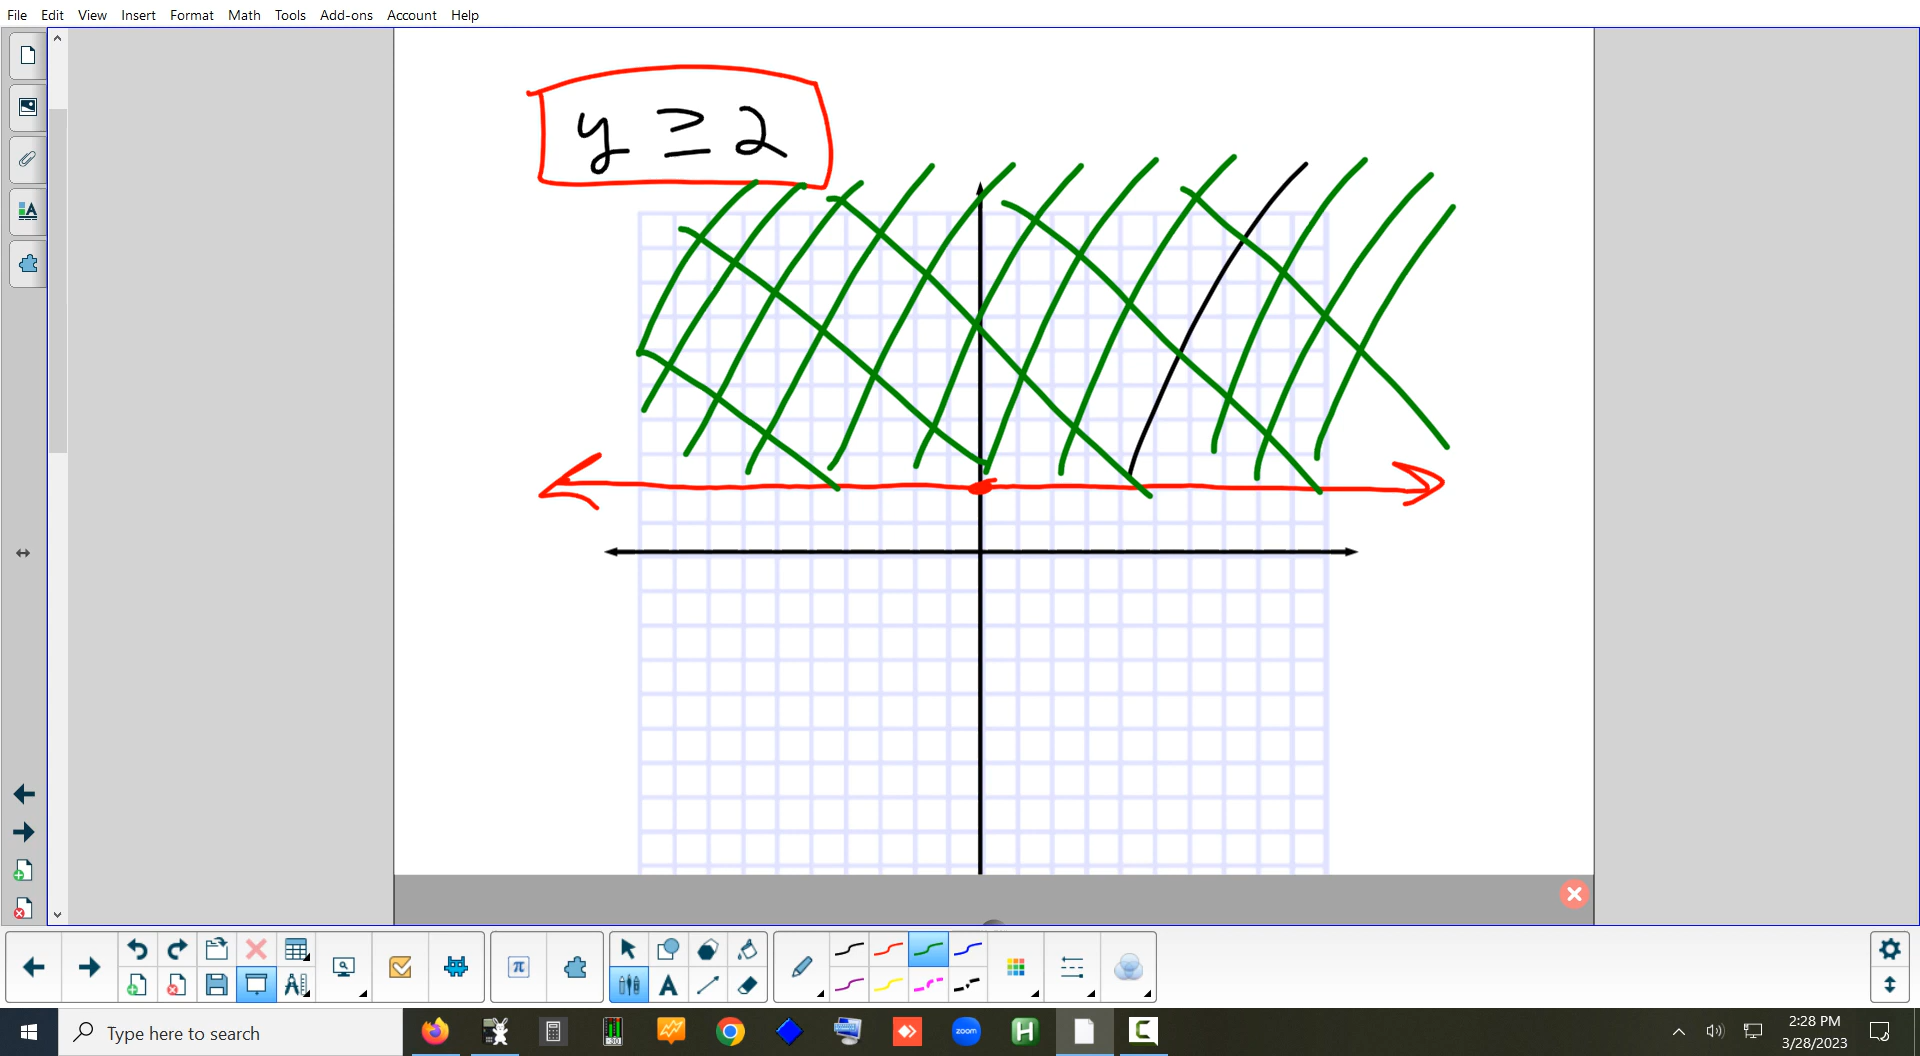 File Edit View Insert Format Math Tools Add-ons Account Help
y ≥ 2
π
A
Type here to search
zoom
H
C
2:28 PM
3/28/2023